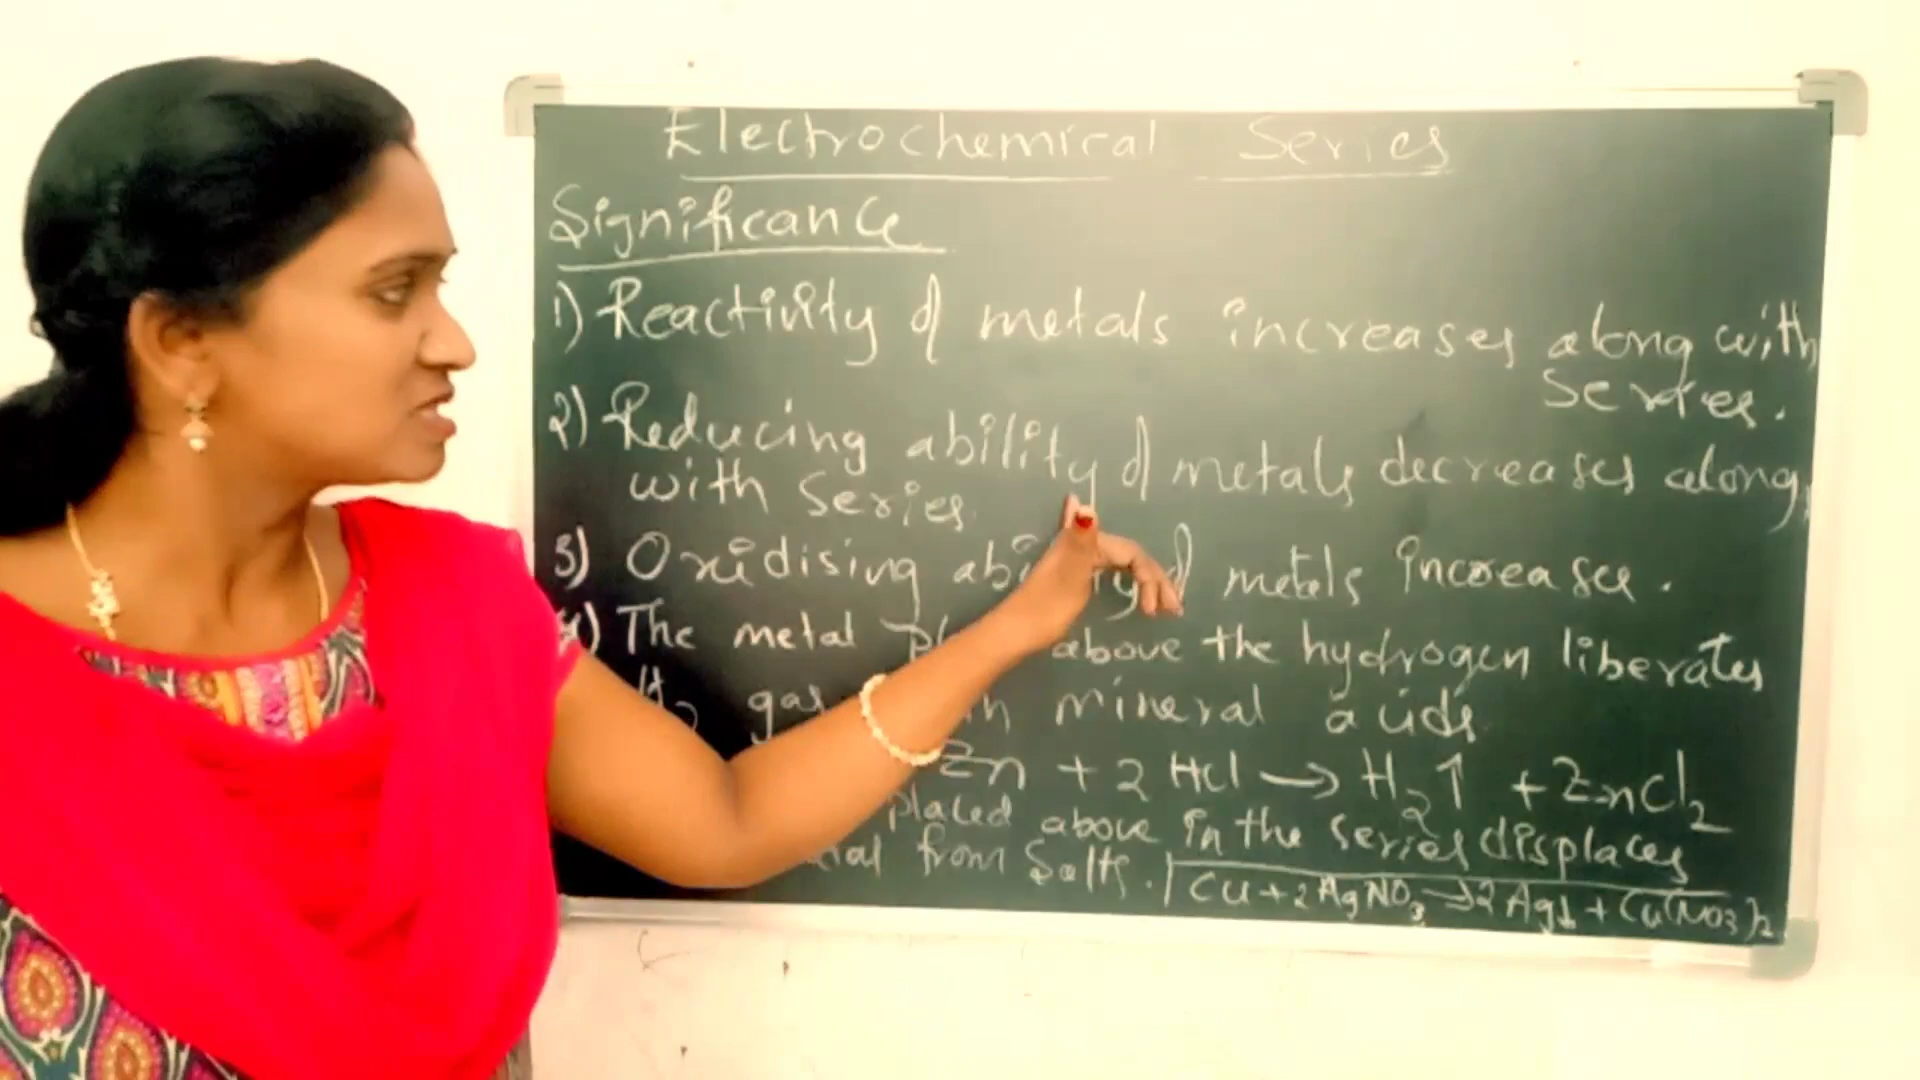 Electrochemical Series
Significance
1) Reactivity of metals increases along with
series.
2) Reducing ability of metals decreases along
with series
3) Oxidising of metals increases.
The metal above the hydrogen liberates
H2 gas mineral acids
Zn + 2 HCl → H2↑ + ZnCl2
placed above in the series displaces
from Salts. Cu + 2 AgNO3 → 2 Ag↓ + Cu(NO3)2